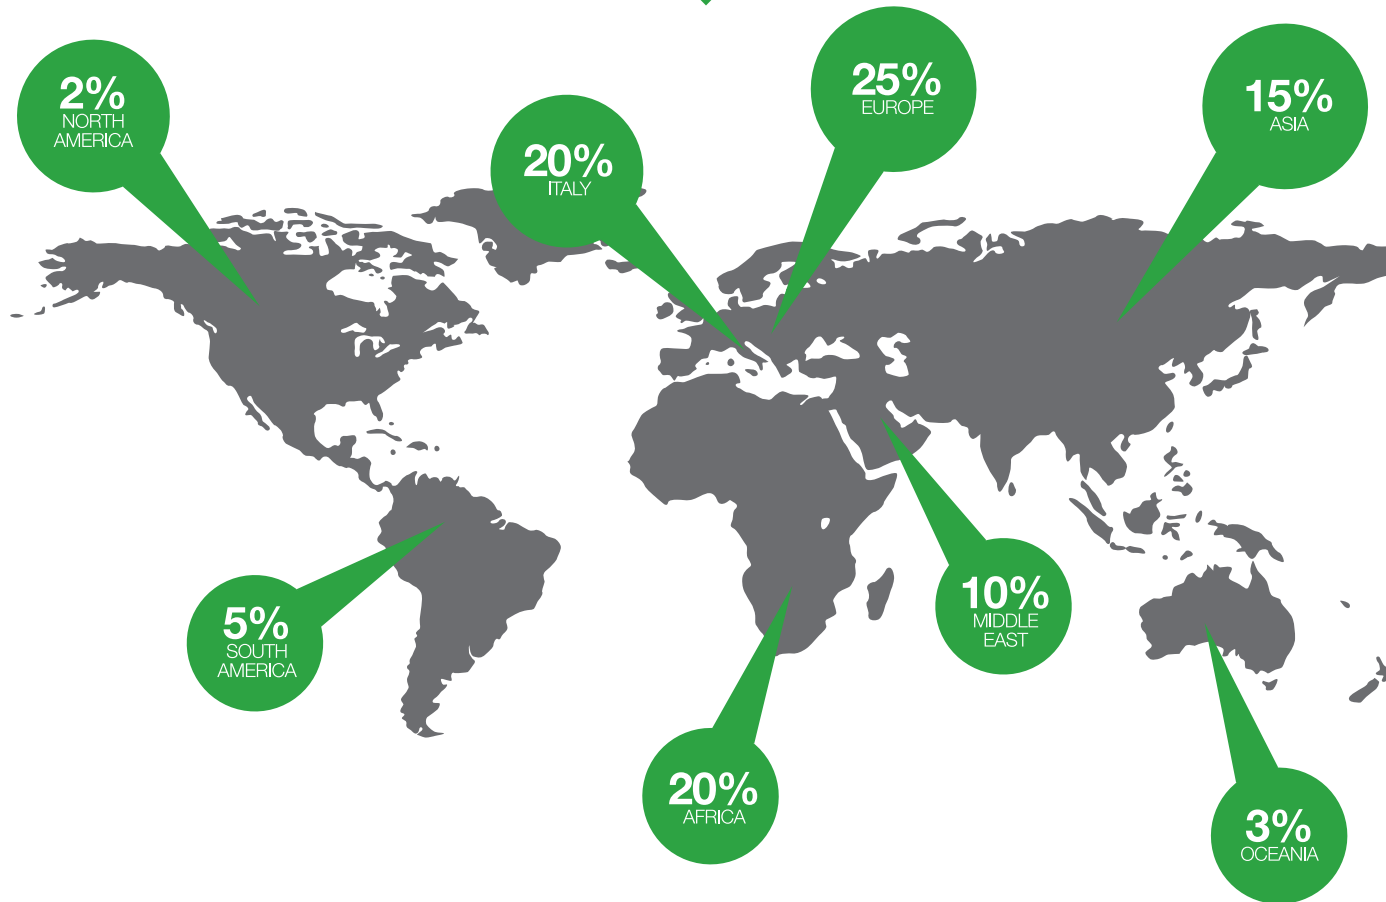 2%
NORTH
AMERICA
20%
ITALY
25%
EUROPE
15%
ASIA
5%
SOUTH
AMERICA
20%
AFRICA
10%
MIDDLE
EAST
3%
OCEANIA